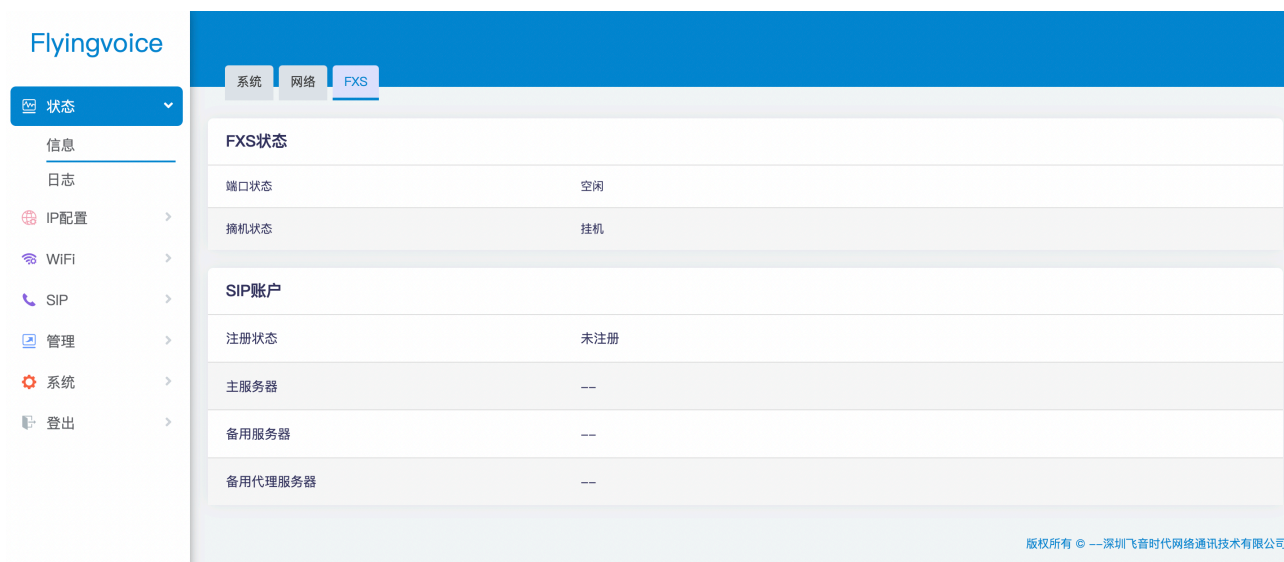 Flyingvoice
系统 网络 FXS
状态
信息
日志
IP配置
WiFi
SIP
管理
系统
登出
FXS状态
端口状态 空闲
摘机状态 挂机
SIP账户
注册状态 未注册
主服务器 --
备用服务器 --
备用代理服务器 --
版权所有 © --深圳飞音时代网络通讯技术有限公司